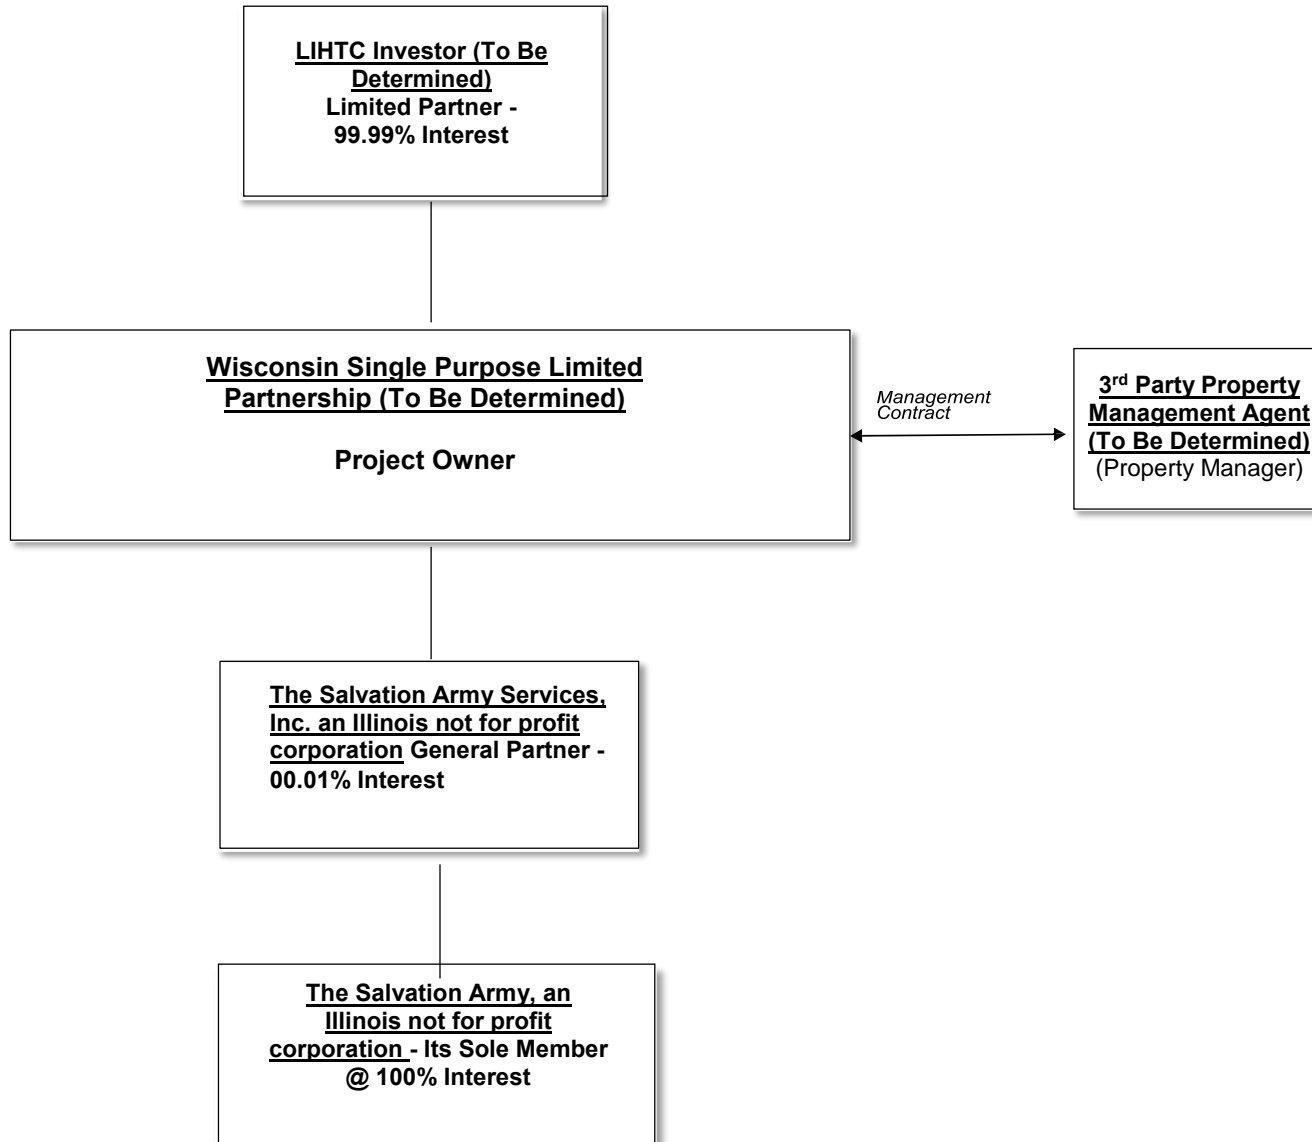 LIHTC Investor (To Be
Determined)
Limited Partner -
99.99% Interest
Wisconsin Single Purpose Limited
Partnership (To Be Determined)
Project Owner
Management
Contract
3rd Party Property
Management Agent
(To Be Determined)
(Property Manager)
The Salvation Army Services,
Inc. an Illinois not for profit
corporation General Partner -
00.01% Interest
The Salvation Army, an
Illinois not for profit
corporation - Its Sole Member
@ 100% Interest